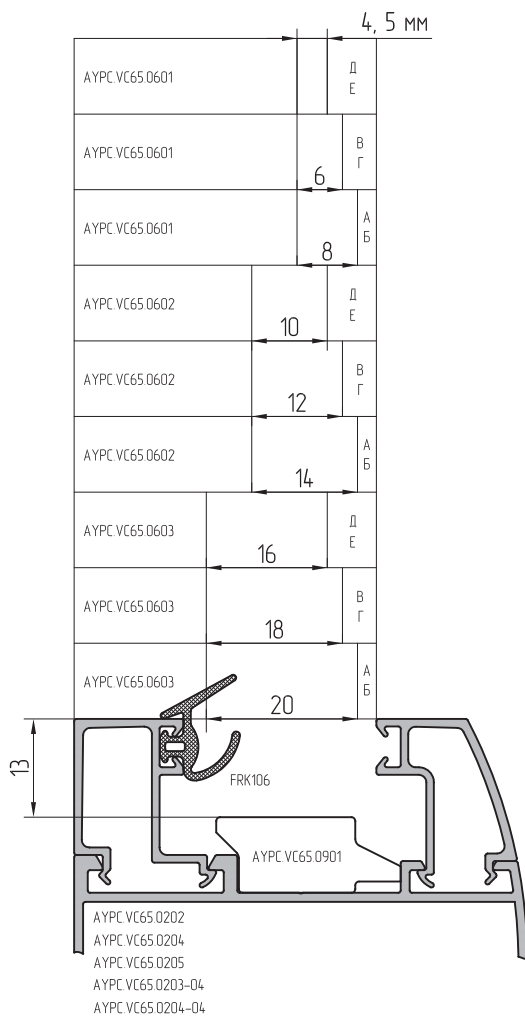 4, 5 мм
AYPC.VC65.0601
Д
Е
AYPC.VC65.0601
В
Г
6
AYPC.VC65.0601
А
Б
8
AYPC.VC65.0602
Д
Е
10
AYPC.VC65.0602
В
Г
12
AYPC.VC65.0602
А
Б
14
AYPC.VC65.0603
Д
Е
16
AYPC.VC65.0603
В
Г
18
AYPC.VC65.0603
А
Б
20
13
FRK106
AYPC.VC65.0901
AYPC.VC65.0202
AYPC.VC65.0204
AYPC.VC65.0205
AYPC.VC65.0203-04
AYPC.VC65.0204-04